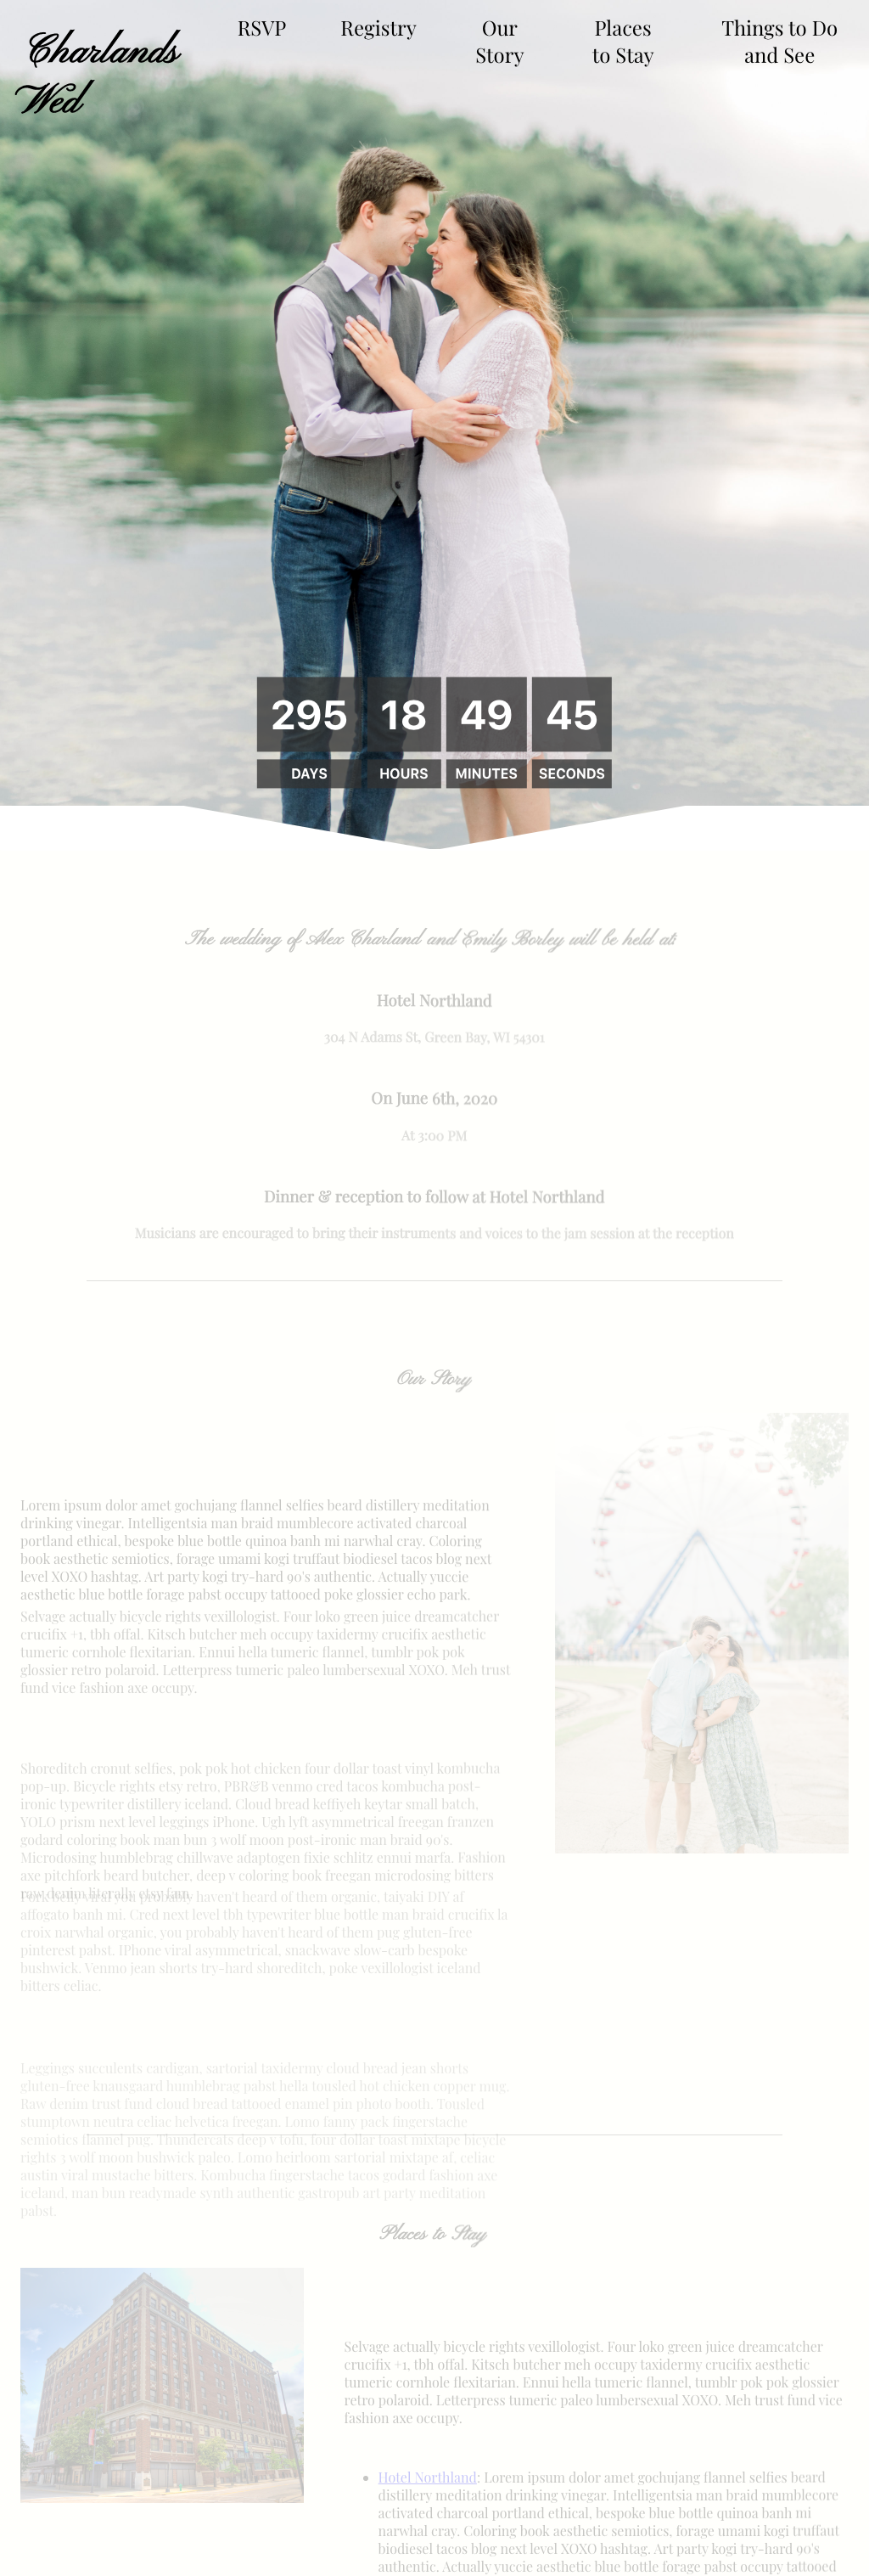 Charlands
Wed
RSVP
Registry
Our
Story
Places
to Stay
Things to Do
and See
295 18 49 45
DAYS HOURS MINUTES SECONDS
The wedding of Alex Charland and Emily Borley will be held at:
Hotel Northland
304 N Adams St, Green Bay, WI 54301
On June 6th, 2020
At 3:00 PM
Dinner & reception to follow at Hotel Northland
Musicians are encouraged to bring their instruments and voices to the jam session at the reception
Our Story
Lorem ipsum dolor amet gochujang flannel selfies beard distillery meditation
drinking vinegar. Intelligentsia man braid mumblecore activated charcoal
portland ethical, bespoke blue bottle quinoa banh mi narwhal cray. Coloring
book aesthetic semiotics, forage umami kogi truffaut biodiesel tacos blog next
level XOXO hashtag. Art party kogi try-hard 90's authentic. Actually yuccie
aesthetic blue bottle forage pabst occupy tattooed poke glossier echo park.
Selvage actually bicycle rights vexillologist. Four loko green juice dreamcatcher
crucifix +1, tbh offal. Kitsch butcher meh occupy taxidermy crucifix aesthetic
tumeric cornhole flexitarian. Ennui hella tumeric flannel, tumblr pok pok
glossier retro polaroid. Letterpress tumeric paleo lumbersexual XOXO. Meh trust
fund vice fashion axe occupy.
Shoreditch cronut selfies, pok pok hot chicken four dollar toast vinyl kombucha
pop-up. Bicycle rights etsy retro, PBR&B venmo cred tacos kombucha post-
ironic typewriter distillery iceland. Cloud bread keffiyeh keytar small batch.
YOLO prism next level leggings iPhone. Ugh lyft asymmetrical freegan franzen
godard coloring book man bun 3 wolf moon post-ironic man braid 90's.
Microdosing humblebrag chillwave adaptogen fixie schlitz ennui marfa. Fashion
axe pitchfork beard butcher, deep v coloring book freegan microdosing bitters
raw denim literally etsy fam.
Pork belly viral you probably haven't heard of them organic, taiyaki DIY af
affogato banh mi. Cred next level tbh typewriter blue bottle man braid crucifix la
croix narwhal organic, you probably haven't heard of them pug gluten-free
pinterest pabst. IPhone viral asymmetrical, snackwave slow-carb bespoke
bushwick. Venmo jean shorts try-hard shoreditch, poke vexillologist iceland
bitters celiac.
Leggings succulents cardigan, sartorial taxidermy cloud bread jean shorts
gluten-free knausgaard humblebrag pabst hella tousled hot chicken copper mug.
Raw denim trust fund cloud bread tattooed enamel pin photo booth. Tousled
stumptown neutra celiac helvetica freegan. Lomo fanny pack fingerstache
semiotics flannel pug. Thundercats deep v tofu, four dollar toast mixtape bicycle
rights 3 wolf moon bushwick paleo. Lomo heirloom sartorial mixtape af, celiac
austin viral mustache bitters. Kombucha fingerstache tacos godard fashion axe
iceland, man bun readymade synth authentic gastropub art party meditation
pabst.
Places to Stay
Selvage actually bicycle rights vexillologist. Four loko green juice dreamcatcher
crucifix +1, tbh offal. Kitsch butcher meh occupy taxidermy crucifix aesthetic
tumeric cornhole flexitarian. Ennui hella tumeric flannel, tumblr pok pok glossier
retro polaroid. Letterpress tumeric paleo lumbersexual XOXO. Meh trust fund vice
fashion axe occupy.
• Hotel Northland: Lorem ipsum dolor amet gochujang flannel selfies beard
distillery meditation drinking vinegar. Intelligentsia man braid mumblecore
activated charcoal portland ethical, bespoke blue bottle quinoa banh mi
narwhal cray. Coloring book aesthetic semiotics, forage umami kogi truffaut
biodiesel tacos blog next level XOXO hashtag. Art party kogi try-hard 90's
authentic. Actually yuccie aesthetic blue bottle forage pabst occupy tattooed